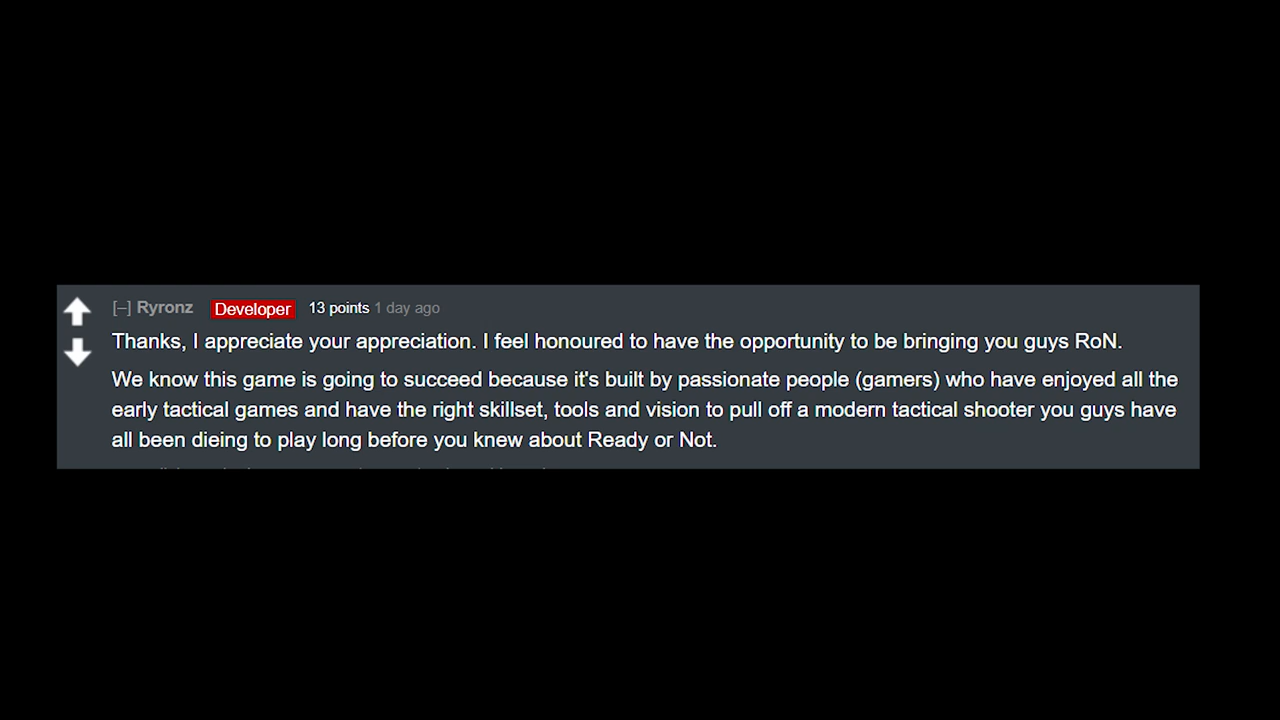 [–] Ryronz Developer 13 points 1 day ago
Thanks, I appreciate your appreciation. I feel honoured to have the opportunity to be bringing you guys RoN.
We know this game is going to succeed because it's built by passionate people (gamers) who have enjoyed all the
early tactical games and have the right skillset, tools and vision to pull off a modern tactical shooter you guys have
all been dieing to play long before you knew about Ready or Not.